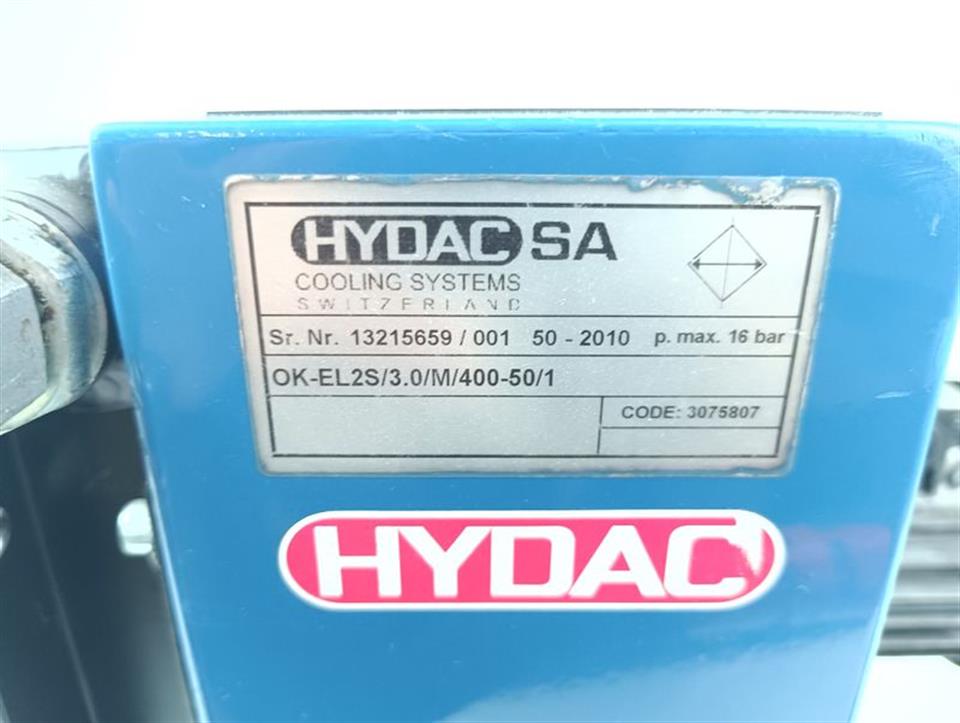 HYDAC SA
COOLING SYSTEMS
SWITZERLAND
Sr. Nr. 13215659 / 001 50 - 2010 p. max. 16 bar
OK-EL2S/3.0/M/400-50/1
CODE: 3075807
HYDAC